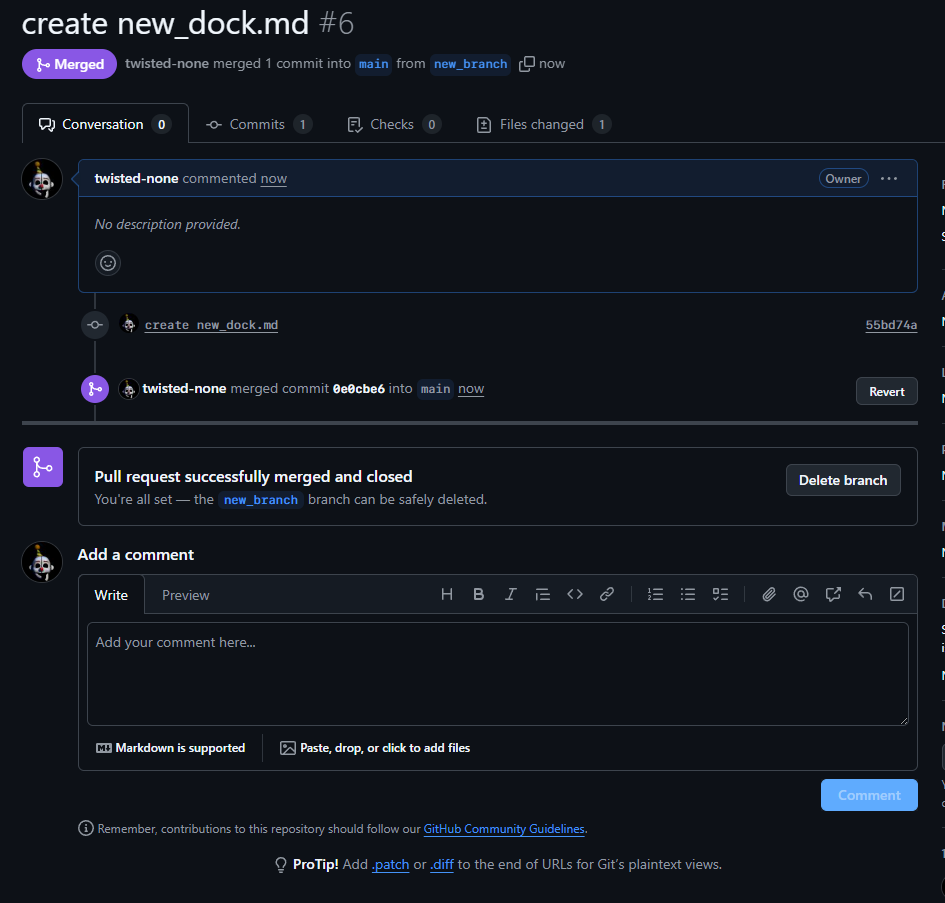 create new_dock.md #6
Merged twisted-none merged 1 commit into main from new_branch now
Conversation 0 Commits 1 Checks 0 Files changed 1
twisted-none commented now Owner
No description provided.
create new_dock.md 55bd74a
twisted-none merged commit 0e0cbe6 into main now Revert
Pull request successfully merged and closed
You're all set — the new_branch branch can be safely deleted. Delete branch
Add a comment
Write Preview
Add your comment here...
Markdown is supported Paste, drop, or click to add files
Comment
Remember, contributions to this repository should follow our GitHub Community Guidelines.
ProTip! Add .patch or .diff to the end of URLs for Git's plaintext views.